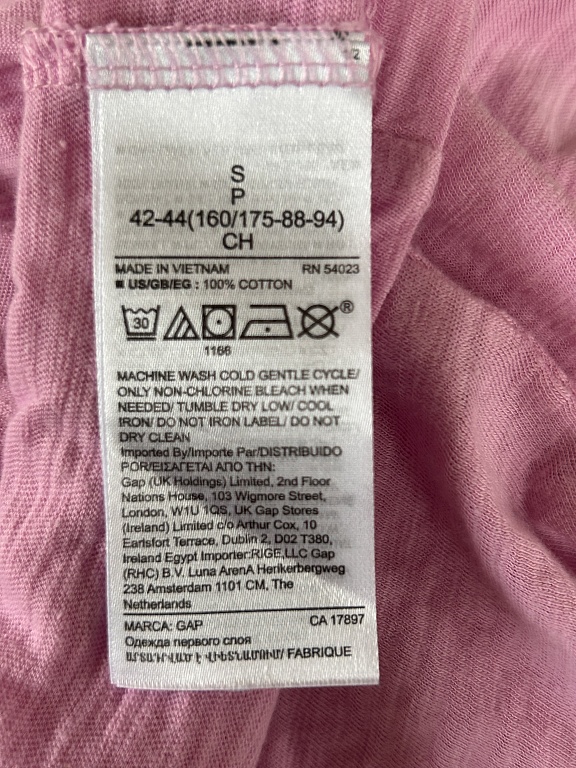 2
S
P
42-44(160/175-88-94)
CH
MADE IN VIETNAM RN 54023
■ US/GB/EG : 100% COTTON
30
®
1166
MACHINE WASH COLD GENTLE CYCLE/
ONLY NON-CHLORINE BLEACH WHEN
NEEDED/ TUMBLE DRY LOW/ COOL
IRON/ DO NOT IRON LABEL/ DO NOT
DRY CLEAN
Imported By/Importe Par/DISTRIBUIDO
POR/ΕΙΣΑΓΕΤΑΙ ΑΠΟ ΤΗΝ:
Gap (UK Holdings) Limited, 2nd Floor
Nations House, 103 Wigmore Street,
London, W1U 1QS, UK Gap Stores
(Ireland) Limited c/o Arthur Cox, 10
Earlsfort Terrace, Dublin 2, D02 T380,
Ireland Egypt Importer:RIGE,LLC Gap
(RHC) B.V. Luna ArenA Herikerbergweg
238 Amsterdam 1101 CM, The
Netherlands
MARCA: GAP CA 17897
Одежда первого слоя
ԱՐՏԱԴՐՎԱԾ Է ՎԻԵՏՆԱՄՈՒՄ/ FABRIQUE